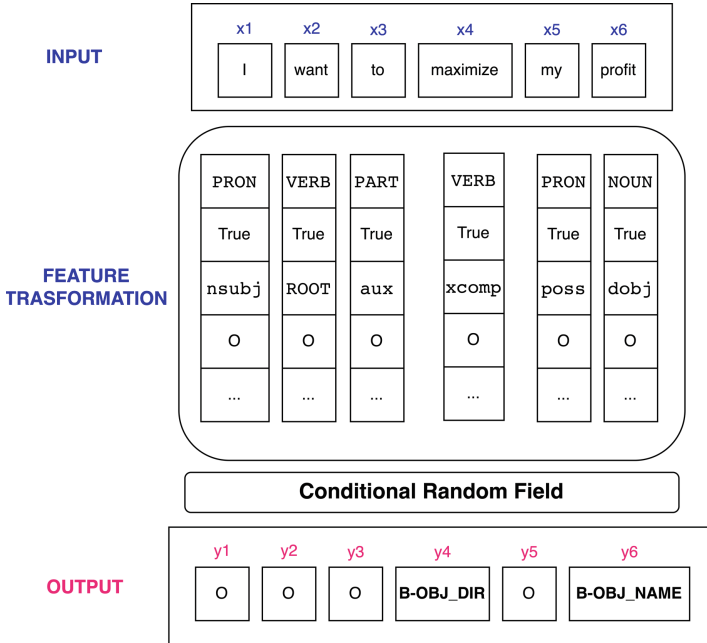 x1 x2 x3 x4 x5 x6
INPUT
I want to maximize my profit
PRON VERB PART VERB PRON NOUN
True True True True True True
FEATURE
TRASFORMATION
nsubj ROOT aux xcomp poss dobj
O O O O O O
... ... ... ... ... ...
Conditional Random Field
y1 y2 y3 y4 y5 y6
OUTPUT
O O O B-OBJ_DIR O B-OBJ_NAME